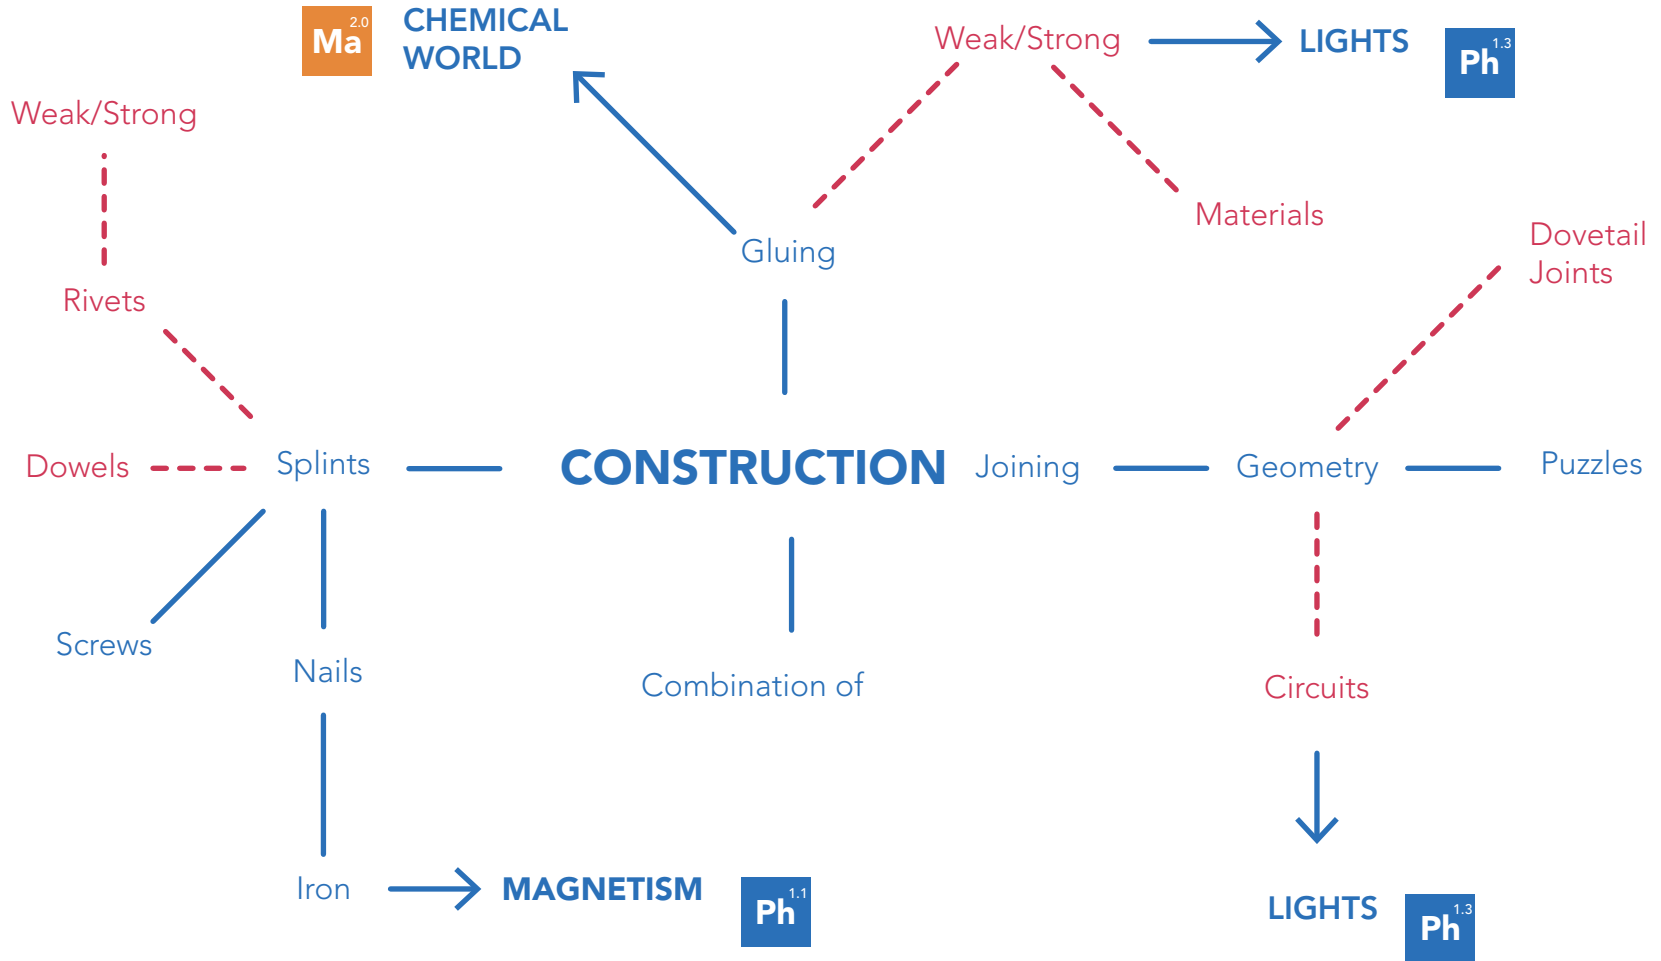 2.0
Ma
CHEMICAL
WORLD
Weak/Strong
LIGHTS
1.3
Ph
Weak/Strong
Materials
Dovetail
Joints
Gluing
Rivets
Dowels
Splints
CONSTRUCTION
Joining
Geometry
Puzzles
Screws
Nails
Combination of
Circuits
Iron
MAGNETISM
1.1
Ph
LIGHTS
1.3
Ph